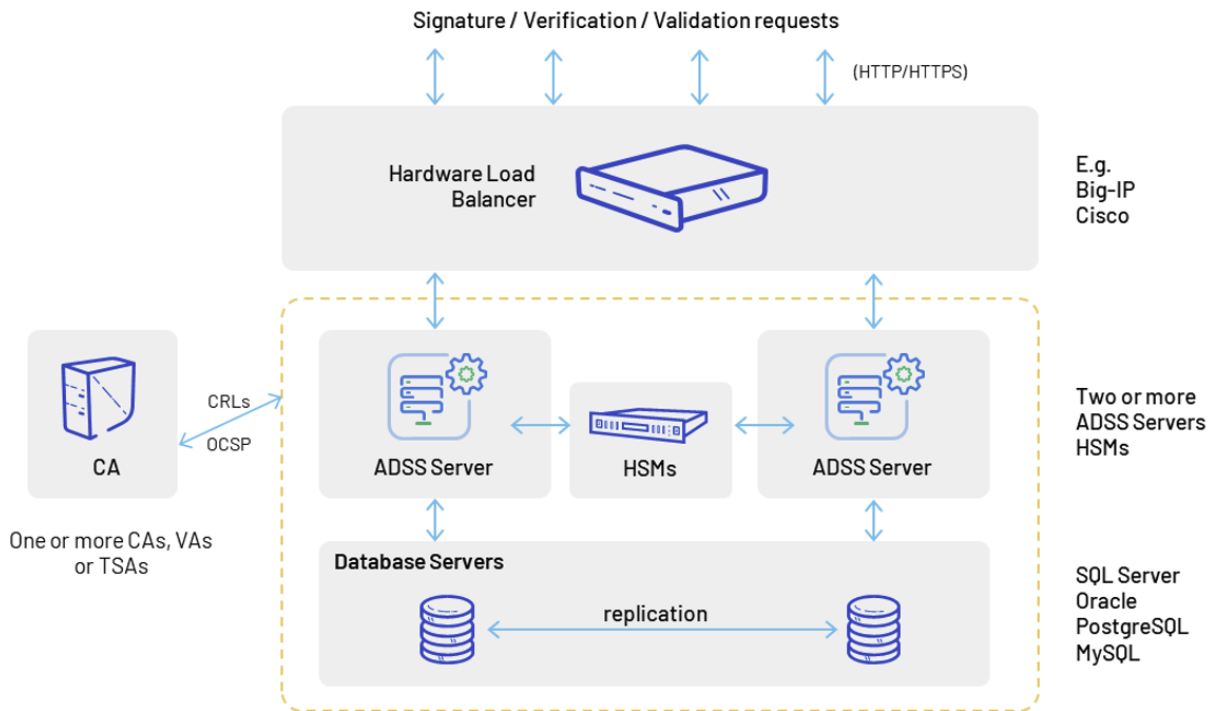 Signature / Verification / Validation requests
(HTTP/HTTPS)
Hardware Load
Balancer
E.g.
Big-IP
Cisco
CRLs
OCSP
CA
One or more CAs, VAs
or TSAs
ADSS Server
HSMs
ADSS Server
Two or more
ADSS Servers
HSMs
Database Servers
replication
SQL Server
Oracle
PostgreSQL
MySQL